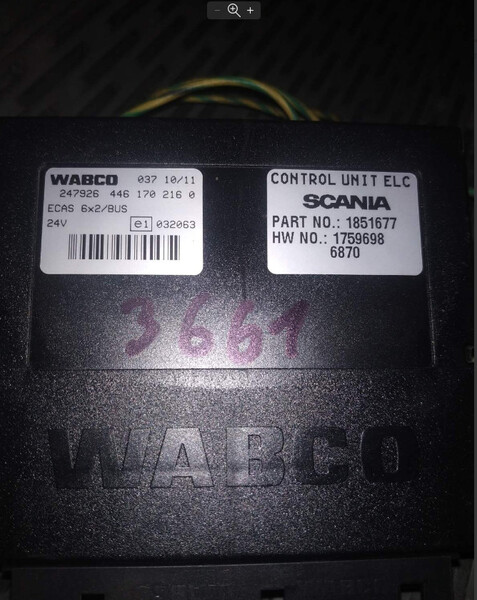 WABCO 037 10/11
247926 446 170 216 0
ECAS 6x2/BUS
24V e1 032063
CONTROL UNIT ELC
SCANIA
PART NO.: 1851677
HW NO.: 1759698
6870
3661
WABCO